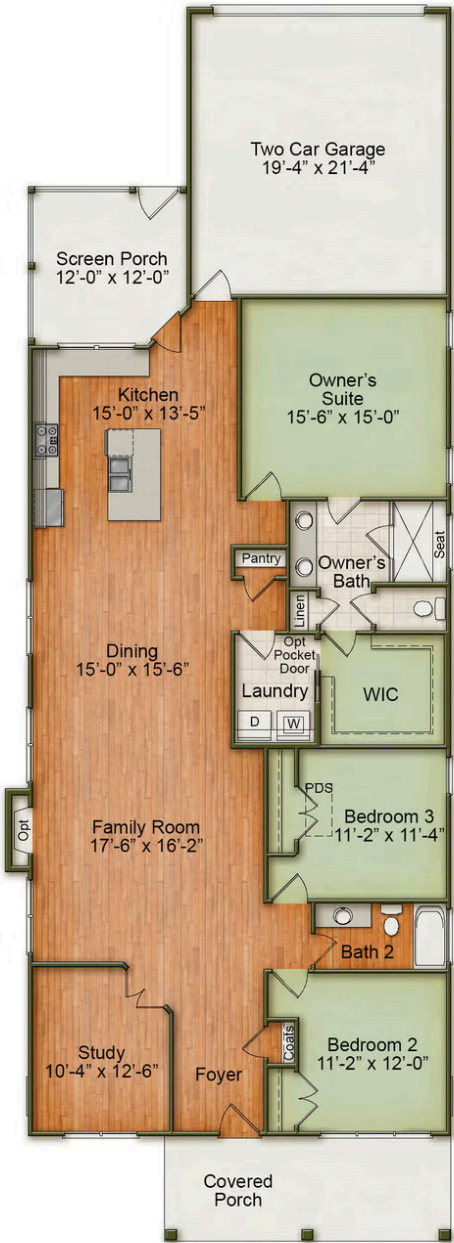 Two Car Garage
19'-4" x 21'-4"
Screen Porch
12'-0" x 12'-0"
Kitchen
15'-0" x 13'-5"
Owner's
Suite
15'-6" x 15'-0"
Pantry
Owner's
Bath
Seat
Linen
Opt
Pocket
Door
Laundry
D
W
WIC
Dining
15'-0" x 15'-6"
PDS
Bedroom 3
11'-2" x 11'-4"
Family Room
17'-6" x 16'-2"
Opt
Bath 2
Study
10'-4" x 12'-6"
Foyer
Coats
Bedroom 2
11'-2" x 12'-0"
Covered
Porch